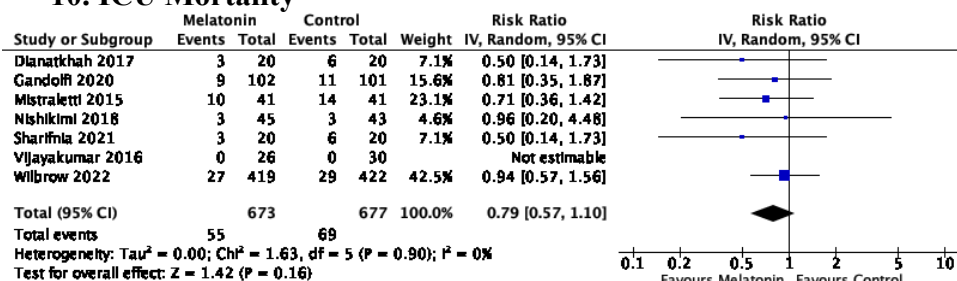 10. ICU Mortality
Melatonin Control Risk Ratio Risk Ratio
Study or Subgroup Events Total Events Total Weight IV, Random, 95% CI IV, Random, 95% CI
Dianatkhah 2017 3 20 6 20 7.1% 0.50 [0.14, 1.73]
Gandolfi 2020 9 102 11 101 15.6% 0.81 [0.35, 1.87]
Mistraletti 2015 10 41 14 41 23.1% 0.71 [0.36, 1.42]
Nishikimi 2018 3 45 3 43 4.6% 0.96 [0.20, 4.48]
Sharifnia 2021 3 20 6 20 7.1% 0.50 [0.14, 1.73]
Vijayakumar 2016 0 26 0 30 Not estimable
Wibrow 2022 27 419 29 422 42.5% 0.94 [0.57, 1.56]
Total (95% CI) 673 677 100.0% 0.79 [0.57, 1.10]
Total events 55 69
Heterogeneity: Tau² = 0.00; Chi² = 1.63, df = 5 (P = 0.90); I² = 0%
Test for overall effect: Z = 1.42 (P = 0.16)
0.1 0.2 0.5 1 2 5 10
Favours Melatonin Favours Control